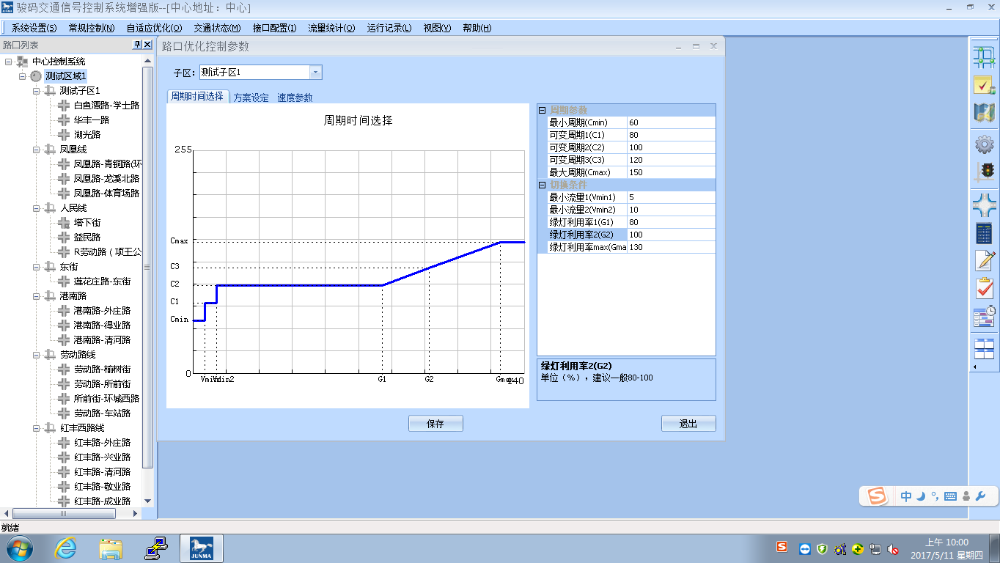 骏码交通信号控制系统增强版--[中心地址：中心]
系统设置(S) 常规控制(N) 自适应优化(O) 交通状态(M) 接口配置(I) 流量统计(Q) 运行记录(L) 视图(V) 帮助(H)
路口列表
中心控制系统
测试区域1
测试子区1
白鱼潭路-学士路
华丰一路
湖光路
凤凰线
凤凰路-青铜路(环
凤凰路-龙溪北路
凤凰路-体育场路
人民线
塔下街
益民路
R劳动路（项王公
东街
莲花庄路-东街
港南路
港南路-外庄路
港南路-得业路
港南路-清河路
劳动路线
劳动路-榆树街
劳动路-所前街
所前街-环城西路
劳动路-车站路
红丰西路线
红丰路-外庄路
红丰路-兴业路
红丰路-清河路
红丰路-敬业路
红丰路-成业路
路口优化控制参数
子区：测试子区1
周期时间选择 方案设定 速度参数
周期时间选择
255
Cmax
C3
C2
C1
Cmin
0
G1 G2 Gmax 140
周期参数
最小周期(Cmin) 60
可变周期1(C1) 80
可变周期2(C2) 100
可变周期3(C3) 120
最大周期(Cmax) 150
切换条件
最小流量1(Vmin1) 5
最小流量2(Vmin2) 10
绿灯利用率1(G1) 80
绿灯利用率2(G2) 100
绿灯利用率max(Gma 130
绿灯利用率2(G2)
单位（%），建议一般80-100
保存 退出
中
就绪
JUNMA
上午 10:00
2017/5/11 星期四